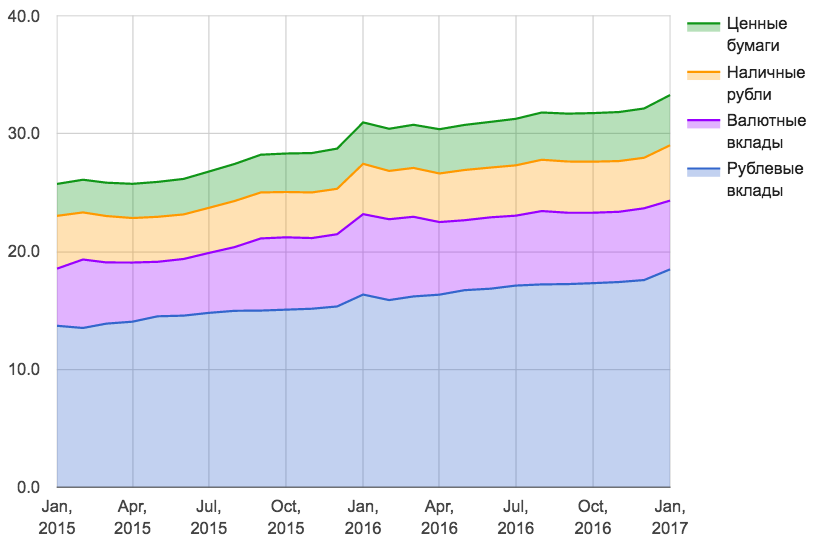 40.0
30.0
20.0
10.0
0.0
Jan,
2015
Apr,
2015
Jul,
2015
Oct,
2015
Jan,
2016
Apr,
2016
Jul,
2016
Oct,
2016
Jan,
2017
Ценные
бумаги
Наличные
рубли
Валютные
вклады
Рублевые
вклады